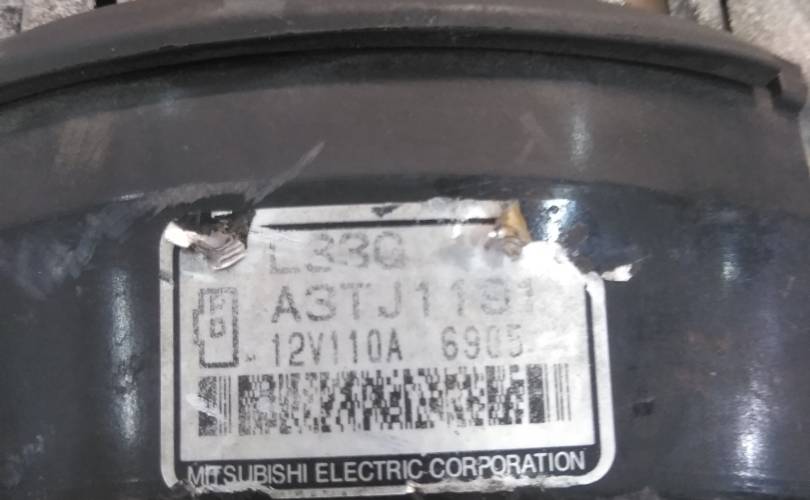 L33G
A3TJ1191
12V110A 6905
MITSUBISHI ELECTRIC CORPORATION